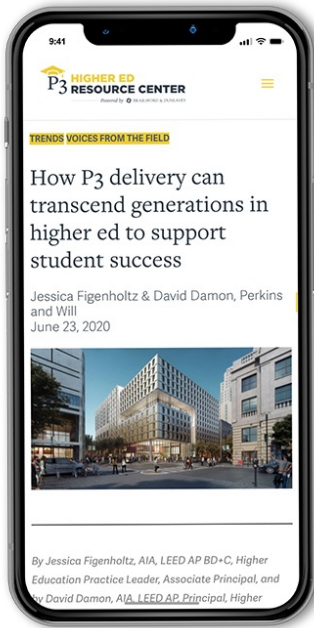 9:41
P3 HIGHER ED
RESOURCE CENTER
Powered by BRAILSFORD & DUNLAVEY
TRENDS VOICES FROM THE FIELD
How P3 delivery can
transcend generations in
higher ed to support
student success
Jessica Figenholtz & David Damon, Perkins
and Will
June 23, 2020
By Jessica Figenholtz, AIA, LEED AP BD+C, Higher
Education Practice Leader, Associate Principal, and
by David Damon, AIA, LEED AP, Principal, Higher